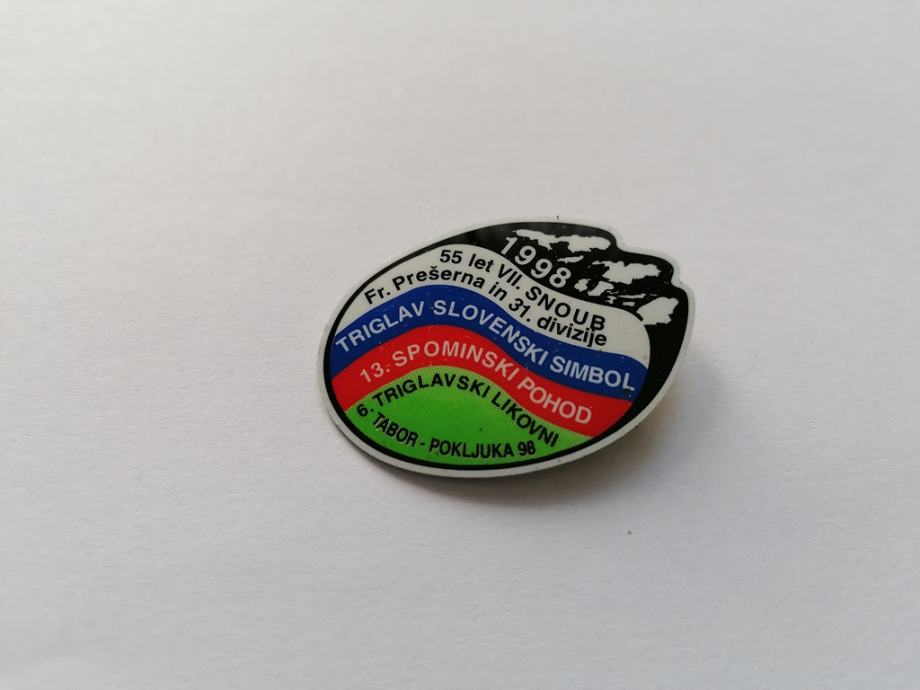 1998
55 let VII. SNOUB
Fr. Prešerna in 31. divizije
TRIGLAV SLOVENSKI SIMBOL
13. SPOMINSKI POHOD
6. TRIGLAVSKI LIKOVNI
TABOR - POKLJUKA 98